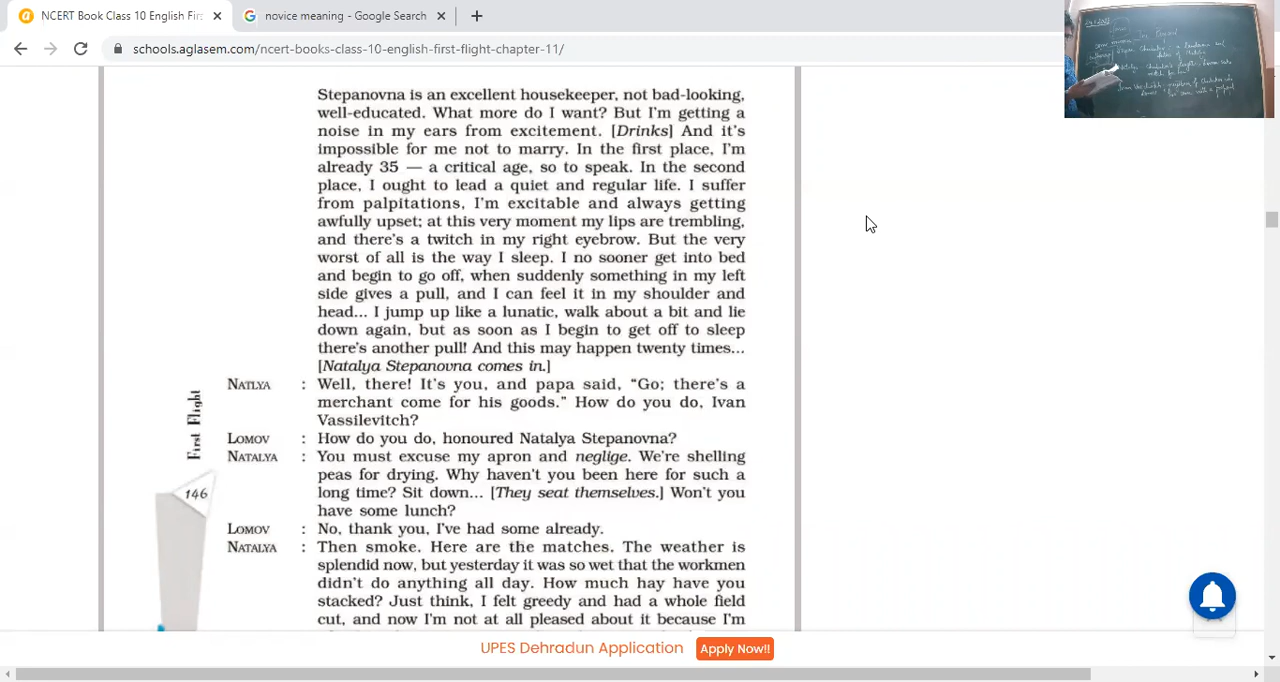 NCERT Book Class 10 English Firs
novice meaning - Google Search
schools.aglasem.com/ncert-books-class-10-english-first-flight-chapter-11/
Stepanovna is an excellent housekeeper, not bad-looking,
well-educated. What more do I want? But I'm getting a
noise in my ears from excitement. [Drinks] And it's
impossible for me not to marry. In the first place, I'm
already 35 — a critical age, so to speak. In the second
place, I ought to lead a quiet and regular life. I suffer
from palpitations, I'm excitable and always getting
awfully upset; at this very moment my lips are trembling,
and there's a twitch in my right eyebrow. But the very
worst of all is the way I sleep. I no sooner get into bed
and begin to go off, when suddenly something in my left
side gives a pull, and I can feel it in my shoulder and
head... I jump up like a lunatic, walk about a bit and lie
down again, but as soon as I begin to get off to sleep
there's another pull! And this may happen twenty times...
[Natalya Stepanovna comes in.]
NATLYA : Well, there! It's you, and papa said, “Go; there's a
merchant come for his goods.” How do you do, Ivan
Vassilevitch?
LOMOV : How do you do, honoured Natalya Stepanovna?
NATALYA : You must excuse my apron and neglige. We're shelling
peas for drying. Why haven't you been here for such a
long time? Sit down... [They seat themselves.] Won't you
have some lunch?
LOMOV : No, thank you, I've had some already.
NATALYA : Then smoke. Here are the matches. The weather is
splendid now, but yesterday it was so wet that the workmen
didn't do anything all day. How much hay have you
stacked? Just think, I felt greedy and had a whole field
cut, and now I'm not at all pleased about it because I'm
First Flight
146
UPES Dehradun Application
Apply Now!!